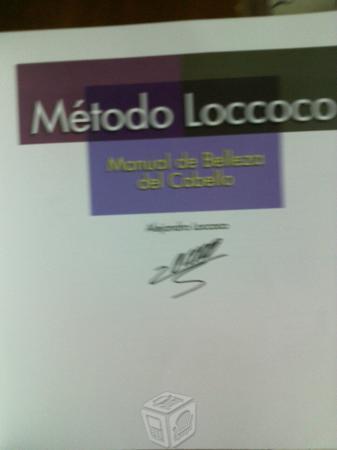 Método Loccoco
Manual de Belleza
del Cabello
Alejandro Loccoco